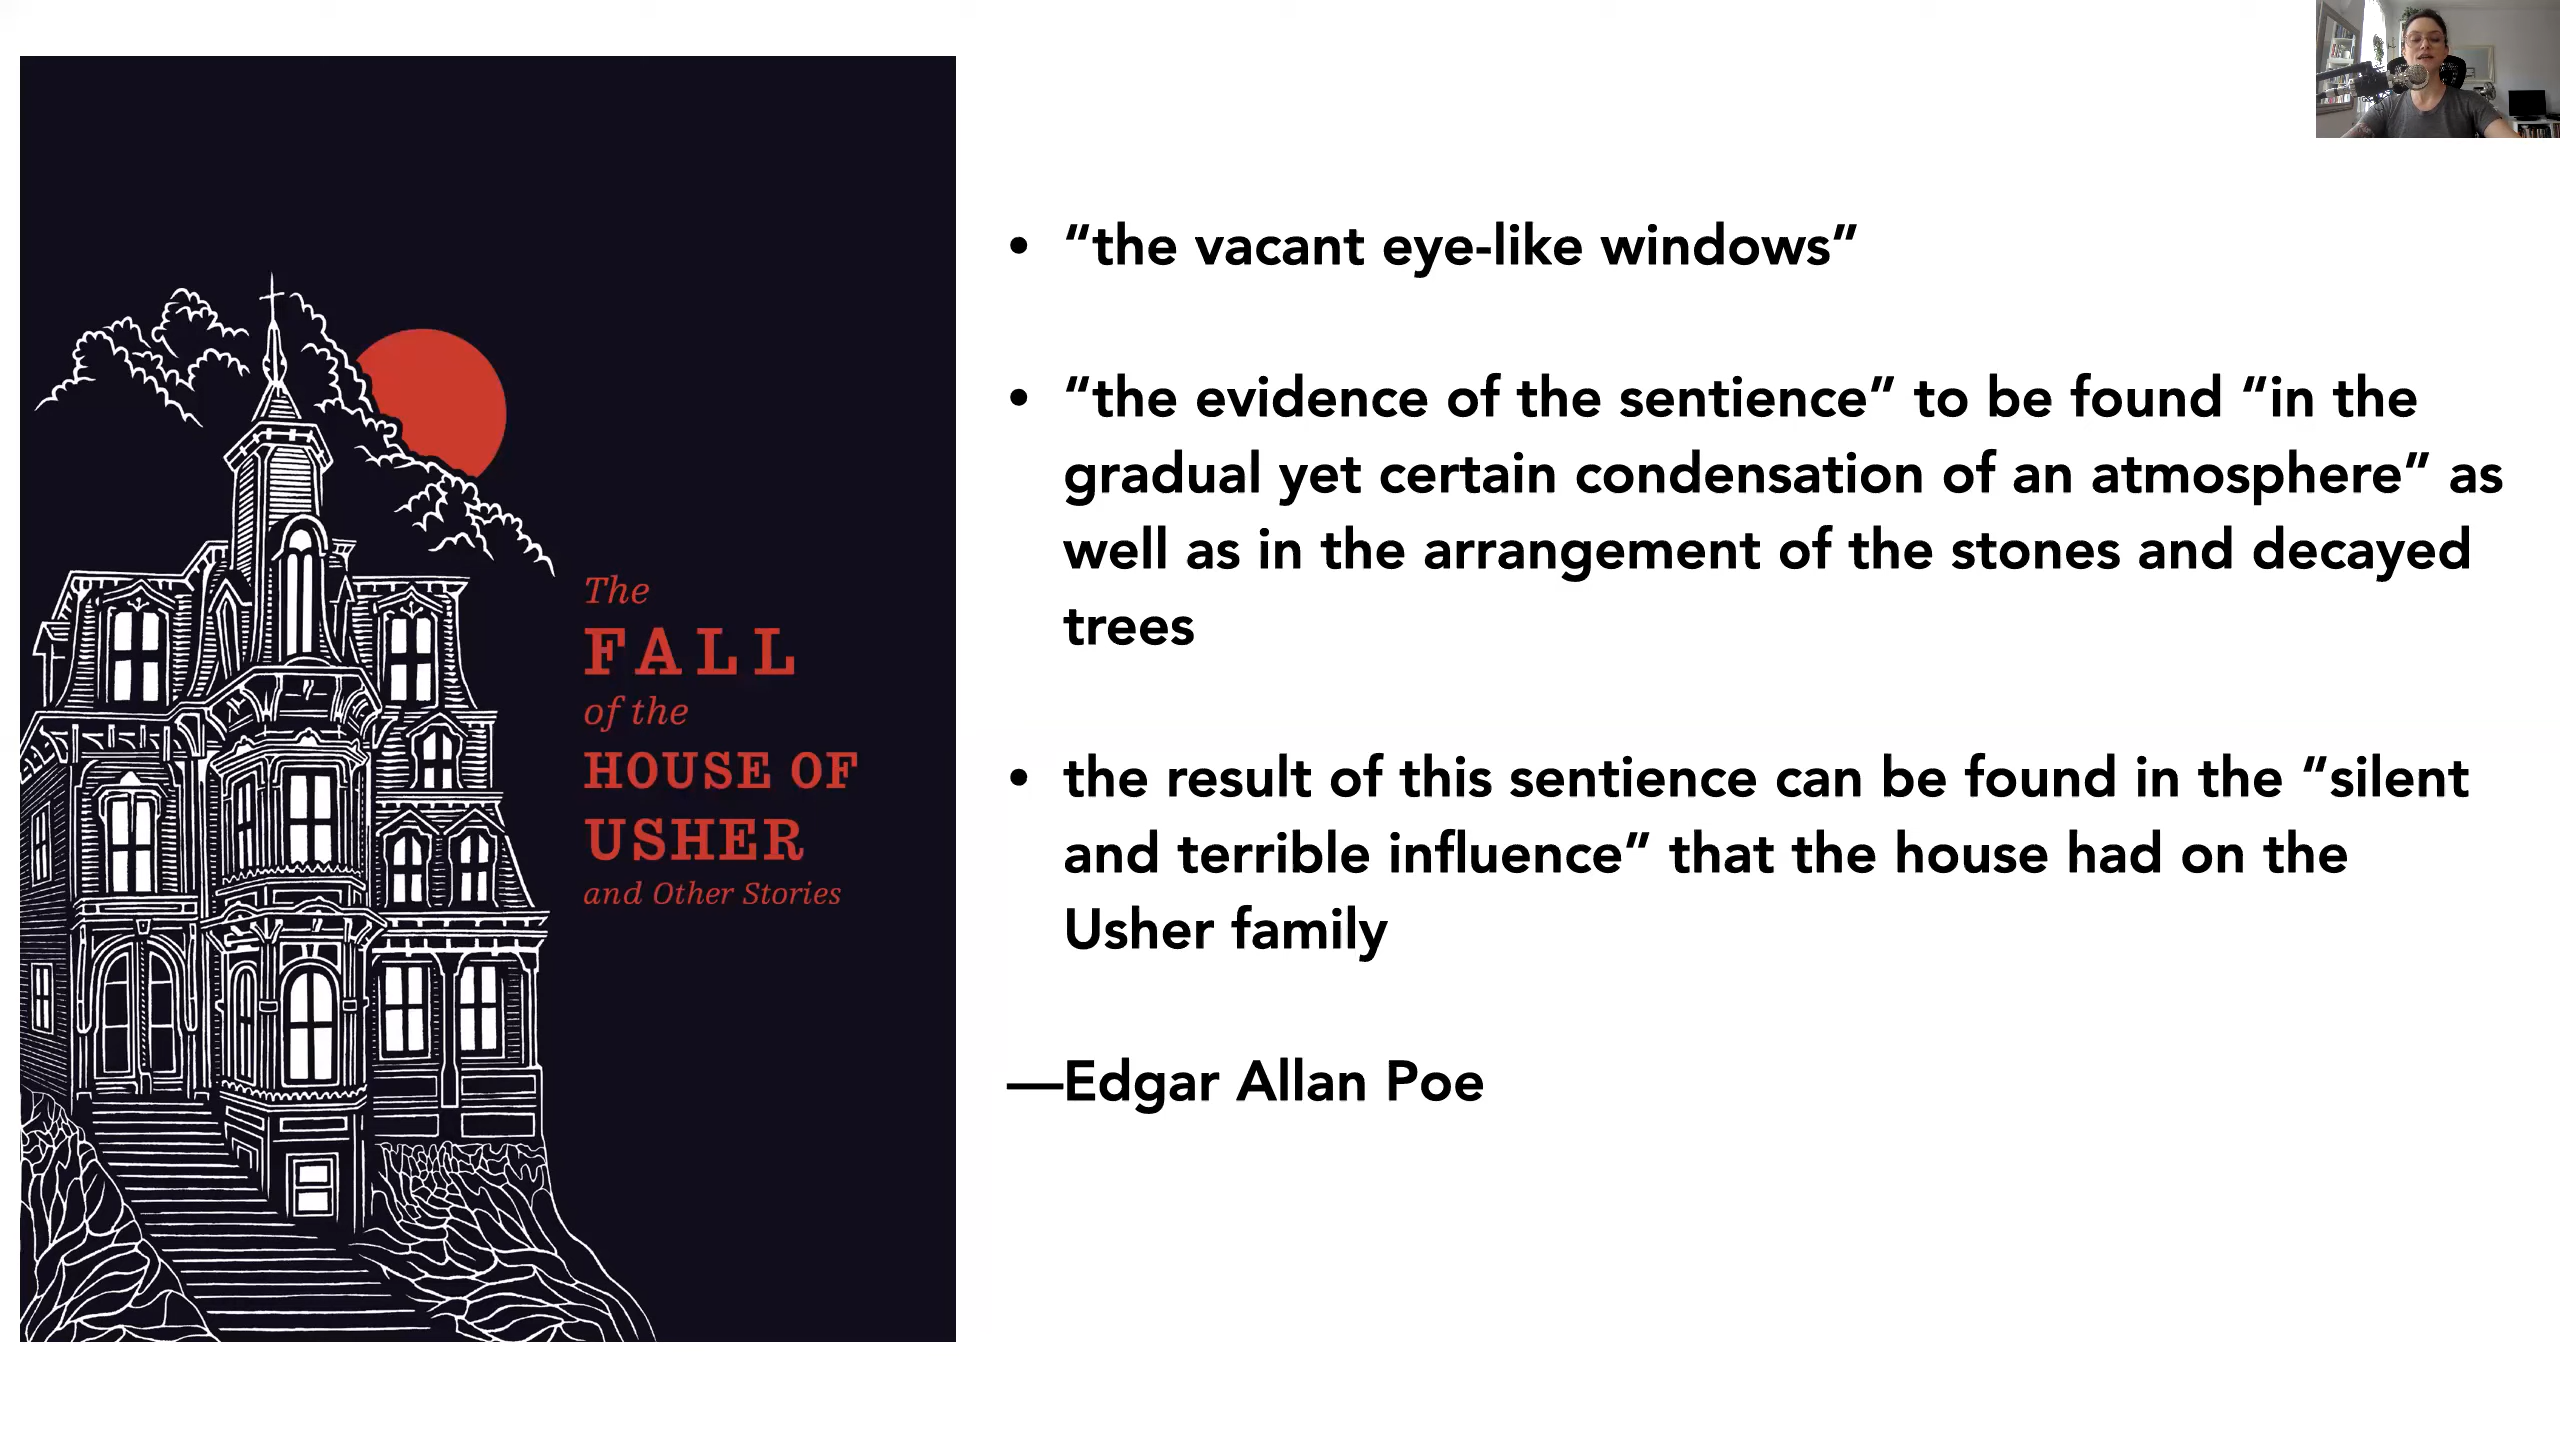 The
FALL
of the
HOUSE OF
USHER
and Other Stories
• “the vacant eye-like windows”
• “the evidence of the sentience” to be found “in the
gradual yet certain condensation of an atmosphere” as
well as in the arrangement of the stones and decayed
trees
• the result of this sentience can be found in the “silent
and terrible influence” that the house had on the
Usher family
—Edgar Allan Poe